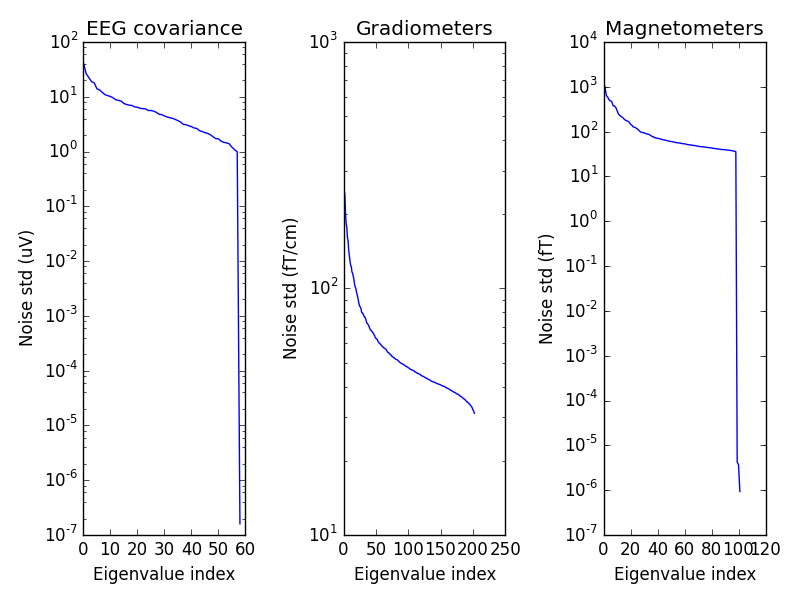 EEG covariance
Noise std (uV)
10^2
10^1
10^0
10^-1
10^-2
10^-3
10^-4
10^-5
10^-6
10^-7
0 10 20 30 40 50 60
Eigenvalue index
Gradiometers
Noise std (fT/cm)
10^3
10^2
10^1
0 50 100 150 200 250
Eigenvalue index
Magnetometers
Noise std (fT)
10^4
10^3
10^2
10^1
10^0
10^-1
10^-2
10^-3
10^-4
10^-5
10^-6
10^-7
0 20 40 60 80 100 120
Eigenvalue index